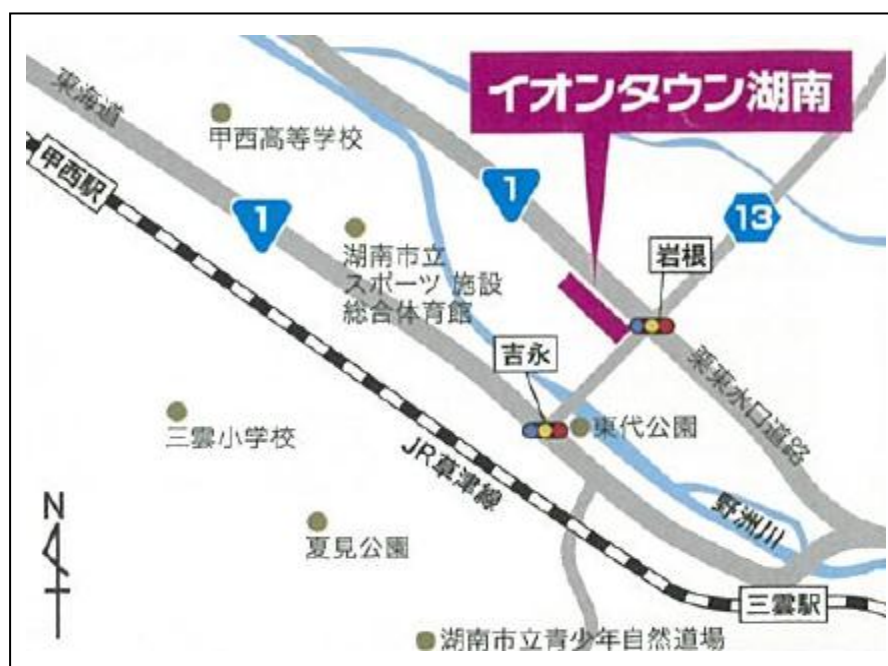 イオンタウン湖南
東海道
甲西高等学校
甲西駅
1
1
13
湖南市立
スポーツ 施設
総合体育館
岩根
吉永
栗東水口道路
三雲小学校
東代公園
JR草津線
野洲川
N
夏見公園
三雲駅
湖南市立青少年自然道場